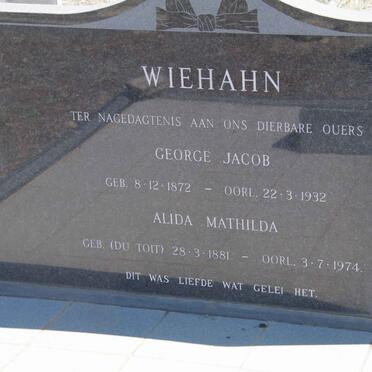 WIEHAHN
TER NAGEDAGTENIS AAN ONS DIERBARE OUERS
GEORGE JACOB
GEB. 8-12-1872 - OORL. 22-3-1932
ALIDA MATHILDA
GEB. (DU TOIT) 28-3-1881 - OORL. 3-7-1974.
DIT WAS LIEFDE WAT GELEI HET.